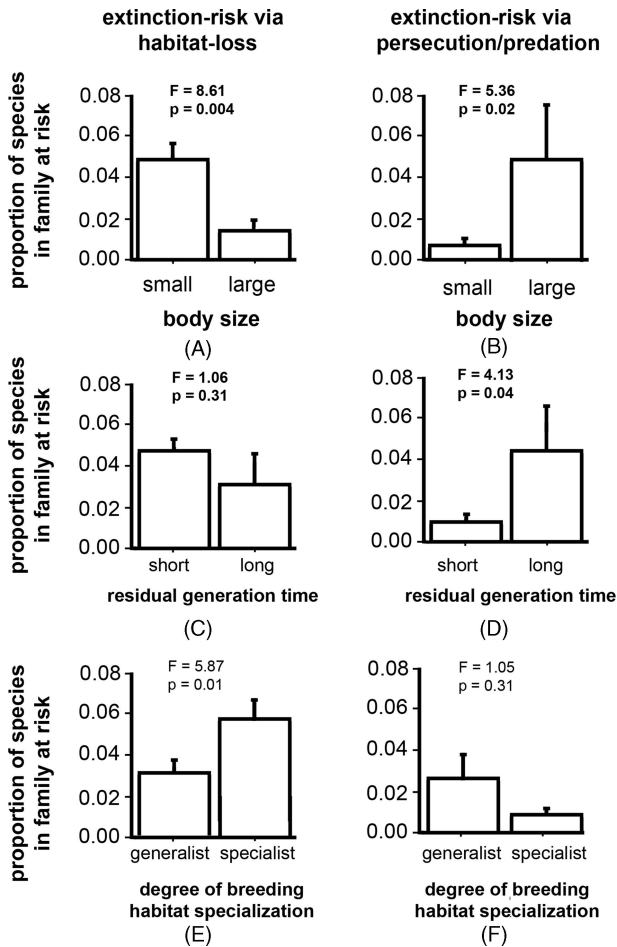 extinction-risk via
habitat-loss
extinction-risk via
persecution/predation
proportion of species
in family at risk
0.08
0.06
0.04
0.02
0.00
F = 8.61
p = 0.004
small
large
body size
(A)
0.08
0.06
0.04
0.02
0.00
F = 5.36
p = 0.02
small
large
body size
(B)
proportion of species
in family at risk
0.08
0.06
0.04
0.02
0.00
F = 1.06
p = 0.31
short
long
residual generation time
(C)
0.08
0.06
0.04
0.02
0.00
F = 4.13
p = 0.04
short
long
residual generation time
(D)
proportion of species
in family at risk
0.08
0.06
0.04
0.02
0.00
F = 5.87
p = 0.01
generalist
specialist
degree of breeding
habitat specialization
(E)
0.08
0.06
0.04
0.02
0.00
F = 1.05
p = 0.31
generalist
specialist
degree of breeding
habitat specialization
(F)